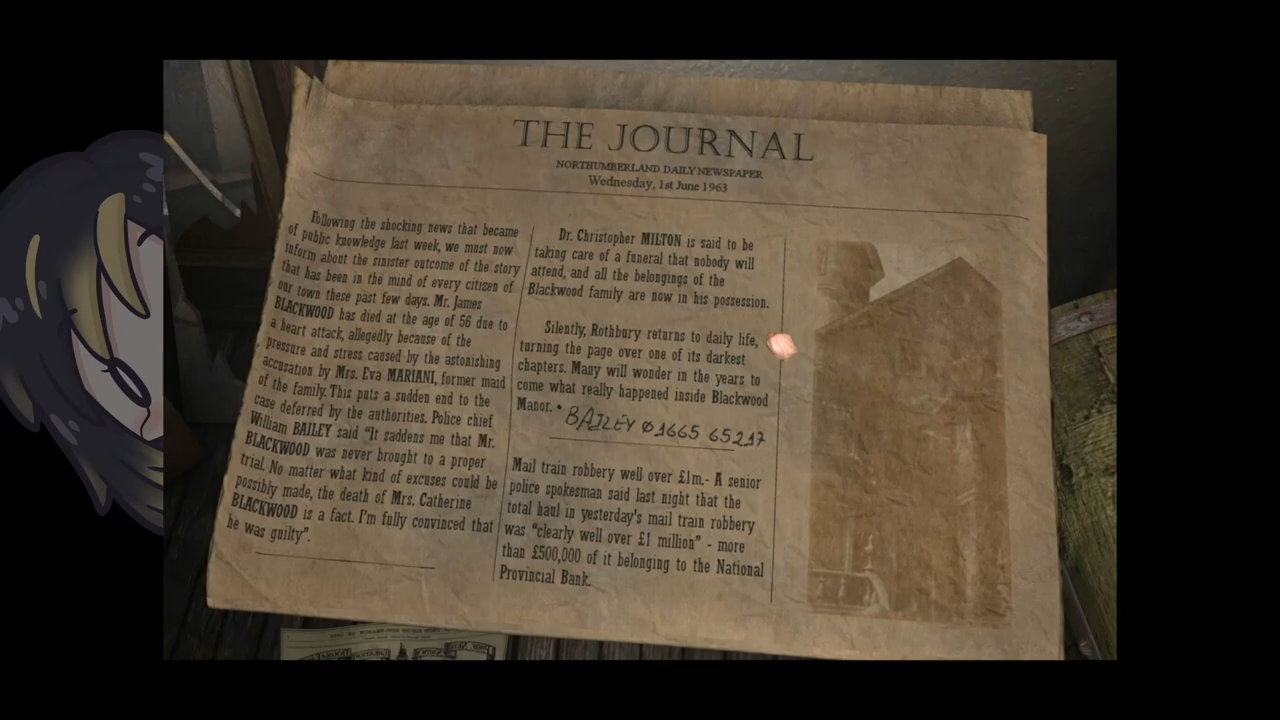 THE JOURNAL
NORTHUMBERLAND DAILY NEWSPAPER
Wednesday, 1st June 1963
Following the shocking news that became
of public knowledge last week, we must now
inform about the sinister outcome of the story
that has been in the mind of every citizen of
our town these past few days. Mr. James
BLACKWOOD has died at the age of 56 due to
a heart attack, allegedly because of the
pressure and stress caused by the astonishing
accusation by Mrs. Eva MARIANI, former maid
of the family. This puts a sudden end to the
case deferred by the authorities. Police chief
William BAILEY said “It saddens me that Mr.
BLACKWOOD was never brought to a proper
trial. No matter what kind of excuses could be
possibly made, the death of Mrs. Catherine
BLACKWOOD is a fact. I'm fully convinced that
he was guilty”.
Dr. Christopher MILTON is said to be
taking care of a funeral that nobody will
attend, and all the belongings of the
Blackwood family are now in his possession.
Silently, Rothbury returns to daily life,
turning the page over one of its darkest
chapters. Many will wonder in the years to
come what really happened inside Blackwood
Manor. •
BAILEY 01665 65217
Mail train robbery well over £1m.- A senior
police spokesman said last night that the
total haul in yesterday's mail train robbery
was “clearly well over £1 million” - more
than £500,000 of it belonging to the National
Provincial Bank.